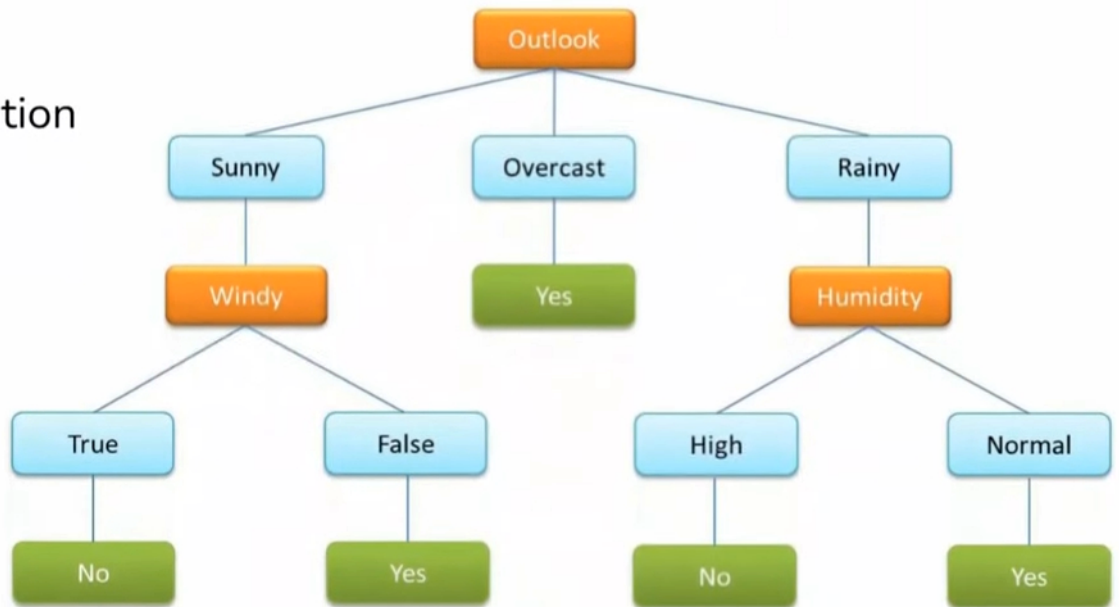 Outlook
tion
Sunny
Overcast
Rainy
Windy
Yes
Humidity
True
False
High
Normal
No
Yes
No
Yes